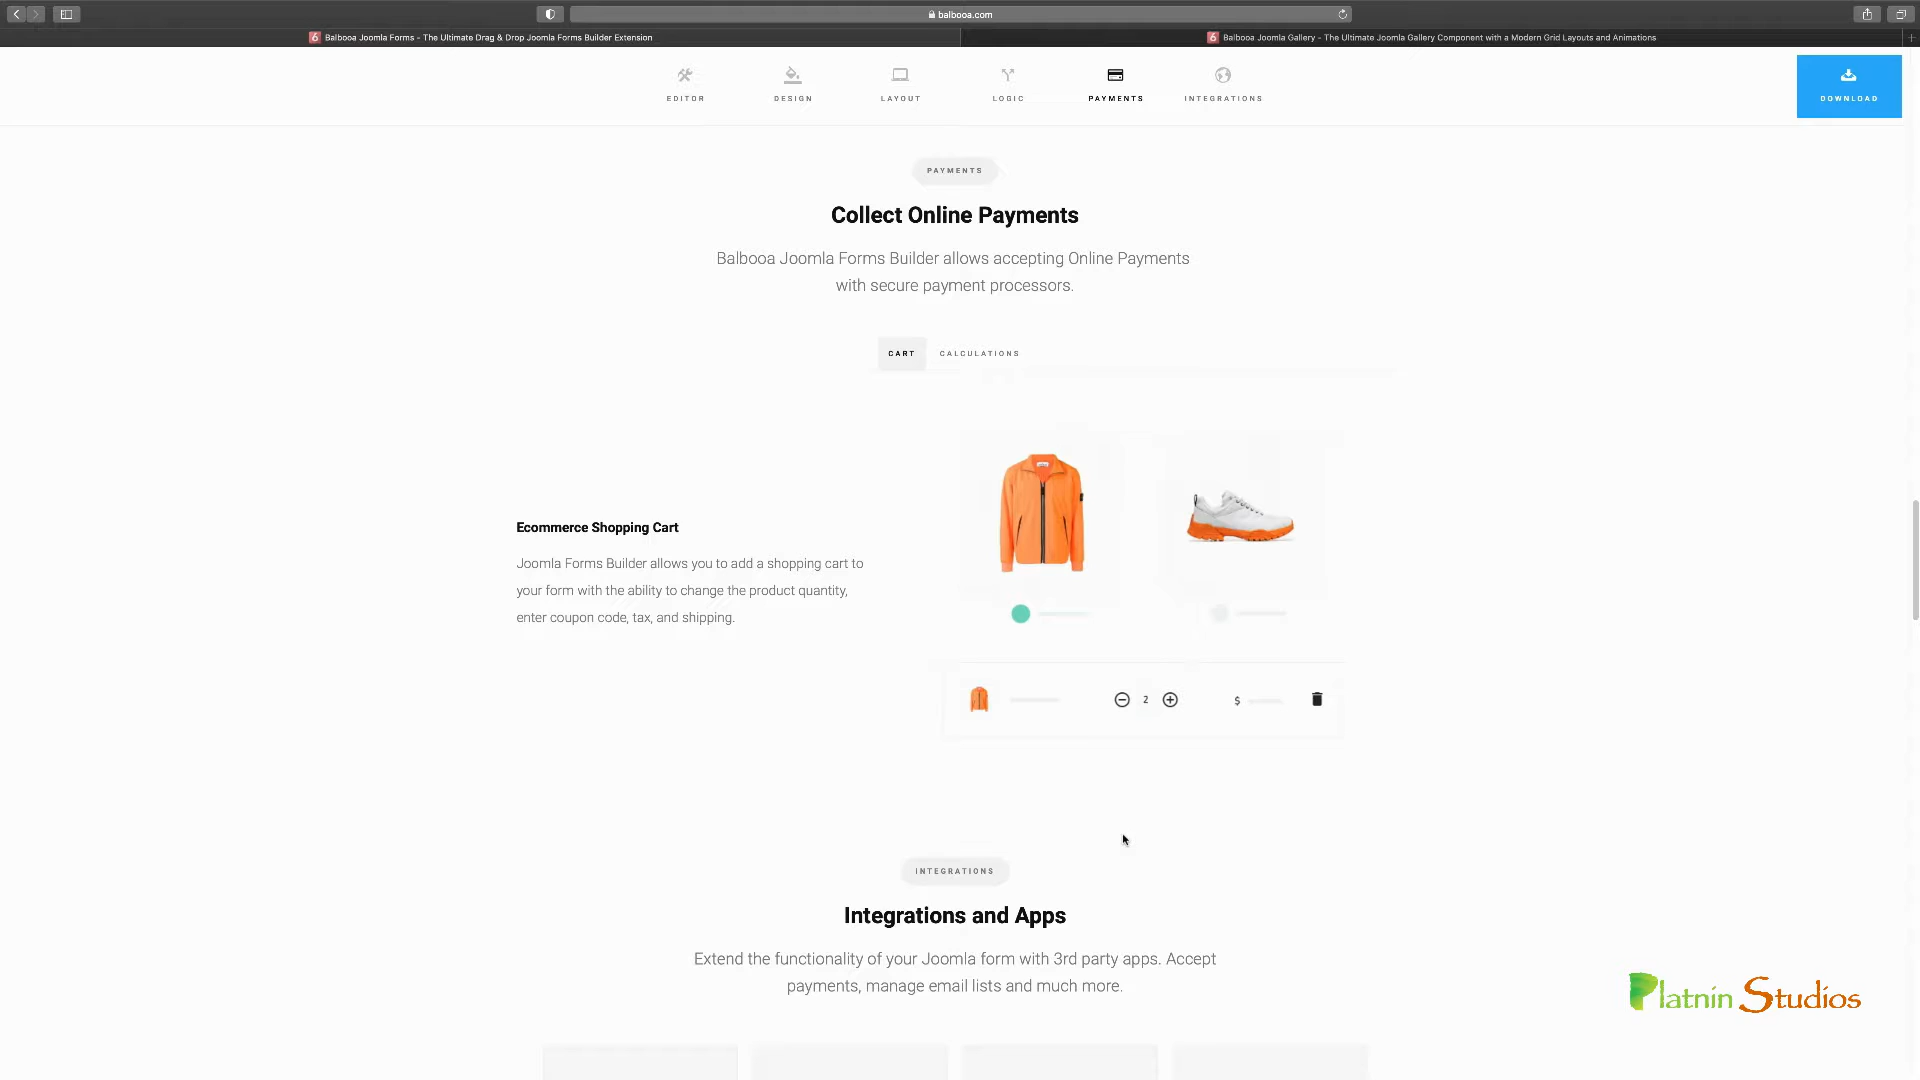 balbooa.com
Balbooa Joomla Forms - The Ultimate Drag & Drop Joomla Forms Builder Extension
Balbooa Joomla Gallery - The Ultimate Joomla Gallery Component with a Modern Grid Layouts and Animations
EDITOR
DESIGN
LAYOUT
LOGIC
PAYMENTS
INTEGRATIONS
DOWNLOAD
PAYMENTS
Collect Online Payments
Balbooa Joomla Forms Builder allows accepting Online Payments
with secure payment processors.
CART
CALCULATIONS
Ecommerce Shopping Cart
Joomla Forms Builder allows you to add a shopping cart to
your form with the ability to change the product quantity,
enter coupon code, tax, and shipping.
2
$
INTEGRATIONS
Integrations and Apps
Extend the functionality of your Joomla form with 3rd party apps. Accept
payments, manage email lists and much more.
Platnin Studios